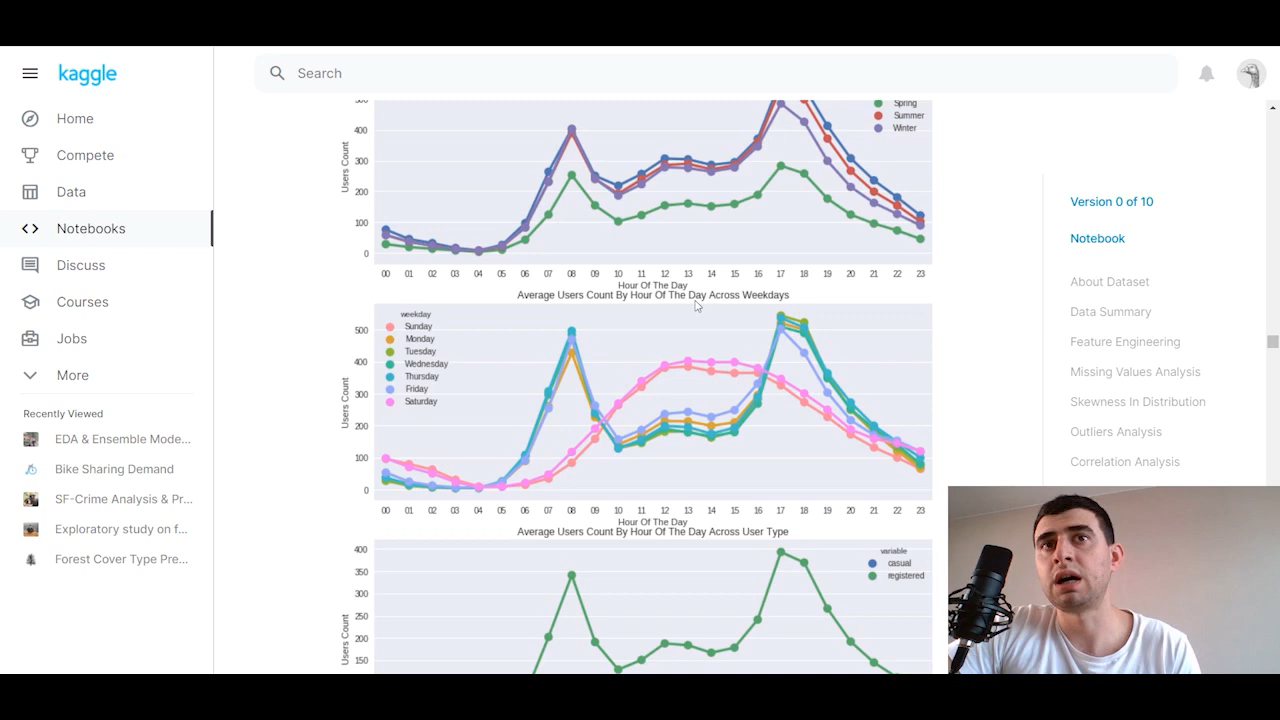 kaggle
Search
Home
Compete
Data
Notebooks
Discuss
Courses
Jobs
More
Recently Viewed
EDA & Ensemble Mode...
Bike Sharing Demand
SF-Crime Analysis & Pr...
Exploratory study on f...
Forest Cover Type Pre...
Spring
Summer
Winter
Users Count
400
300
200
100
0
00 01 02 03 04 05 06 07 08 09 10 11 12 13 14 15 16 17 18 19 20 21 22 23
Hour Of The Day
Average Users Count By Hour Of The Day Across Weekdays
weekday
Sunday
Monday
Tuesday
Wednesday
Thursday
Friday
Saturday
Users Count
500
400
300
200
100
0
00 01 02 03 04 05 06 07 08 09 10 11 12 13 14 15 16 17 18 19 20 21 22 23
Hour Of The Day
Average Users Count By Hour Of The Day Across User Type
variable
casual
registered
Users Count
400
350
300
250
200
150
Version 0 of 10
Notebook
About Dataset
Data Summary
Feature Engineering
Missing Values Analysis
Skewness In Distribution
Outliers Analysis
Correlation Analysis